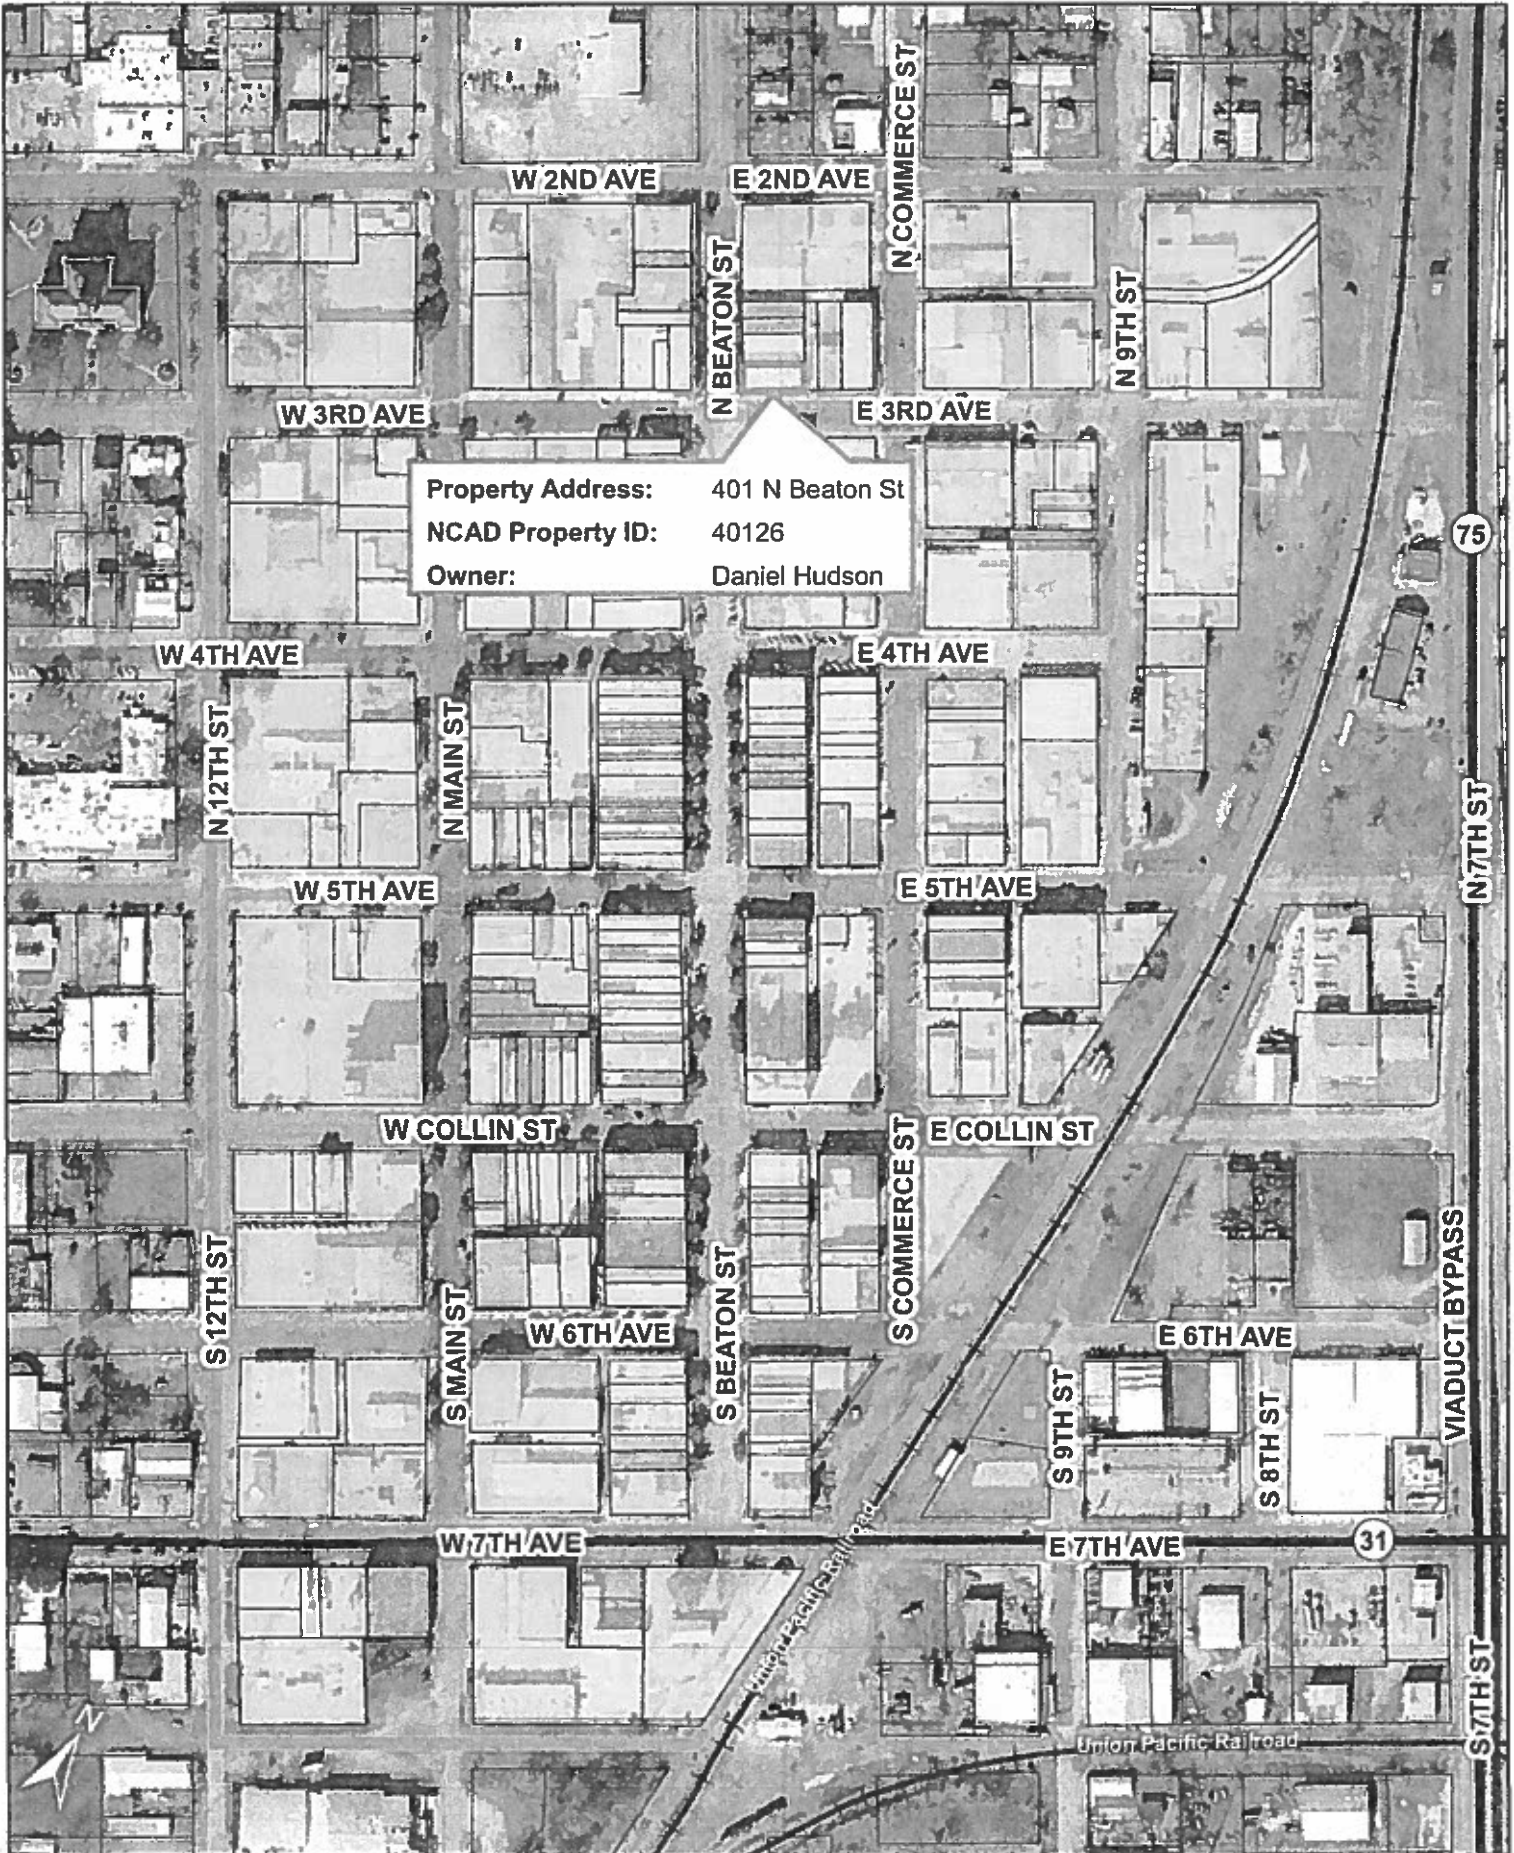 N COMMERCE ST
W 2ND AVE
E 2ND AVE
N BEATON ST
N 9TH ST
W 3RD AVE
E 3RD AVE
Property Address: 401 N Beaton St
NCAD Property ID: 40126
Owner: Daniel Hudson
75
W 4TH AVE
E 4TH AVE
N 12TH ST
N MAIN ST
N 7TH ST
W 5TH AVE
E 5TH AVE
W COLLIN ST
E COLLIN ST
S COMMERCE ST
S 12TH ST
S MAIN ST
S BEATON ST
VIADUCT BYPASS
W 6TH AVE
E 6TH AVE
S 9TH ST
S 8TH ST
W 7TH AVE
E 7TH AVE
31
Union Pacific Railroad
S 7TH ST
N
Union Pacific Railroad